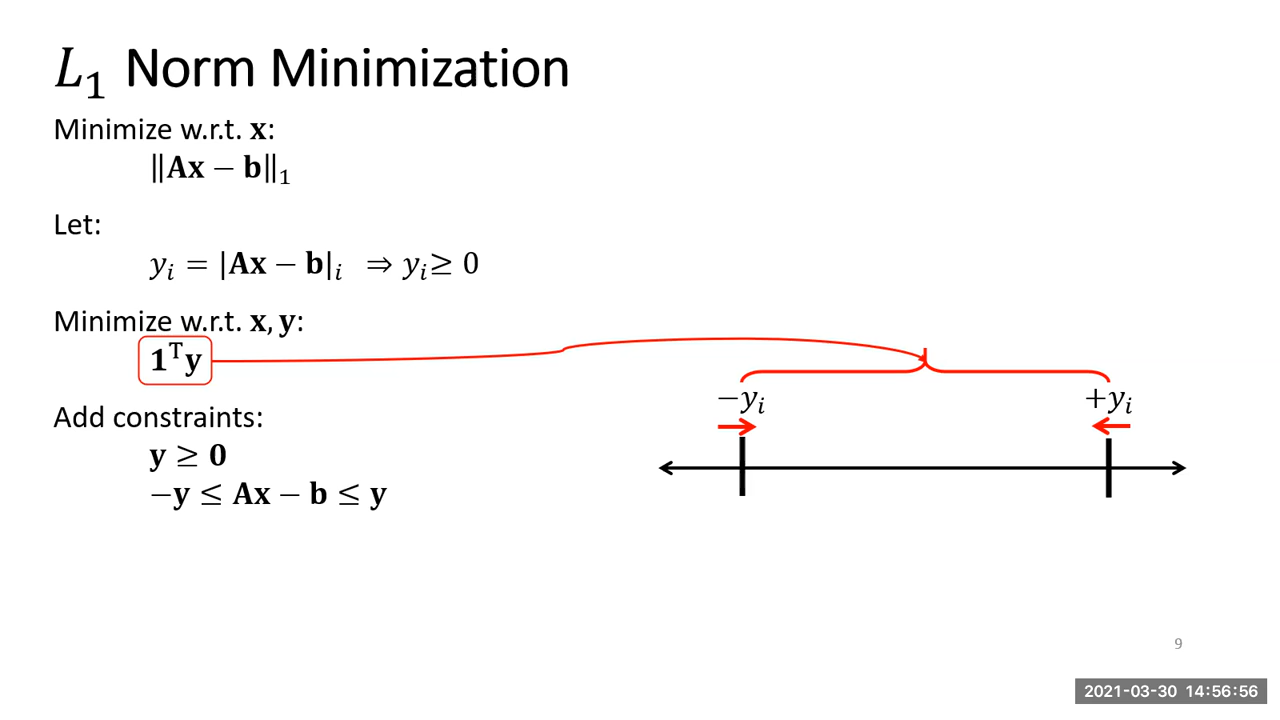 L₁ Norm Minimization
Minimize w.r.t. x:
‖Ax − b‖₁
Let:
yᵢ = |Ax − b|ᵢ ⇒ yᵢ ≥ 0
Minimize w.r.t. x, y:
1ᵀy
−yᵢ +yᵢ
Add constraints:
y ≥ 0
−y ≤ Ax − b ≤ y
9
2021-03-30 14:56:56